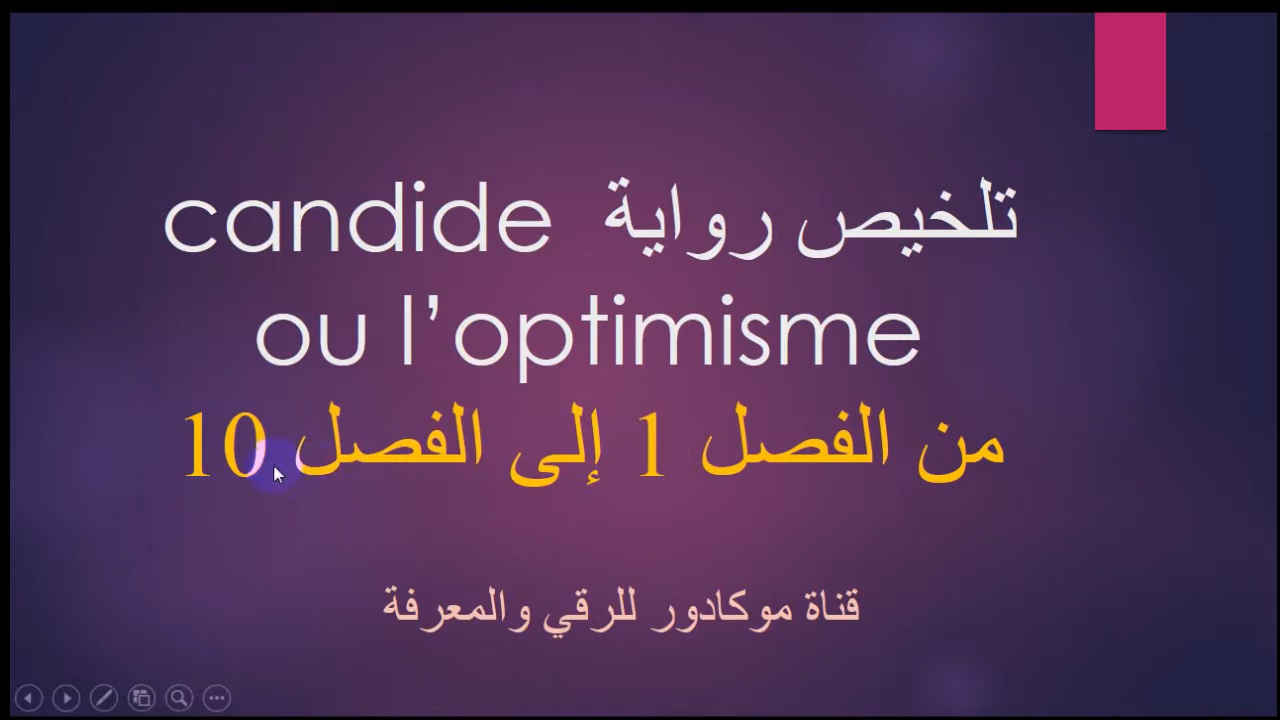 تلخيص رواية candide
ou l’optimisme
من الفصل 1 إلى الفصل 10
قناة موكادور للرقي والمعرفة